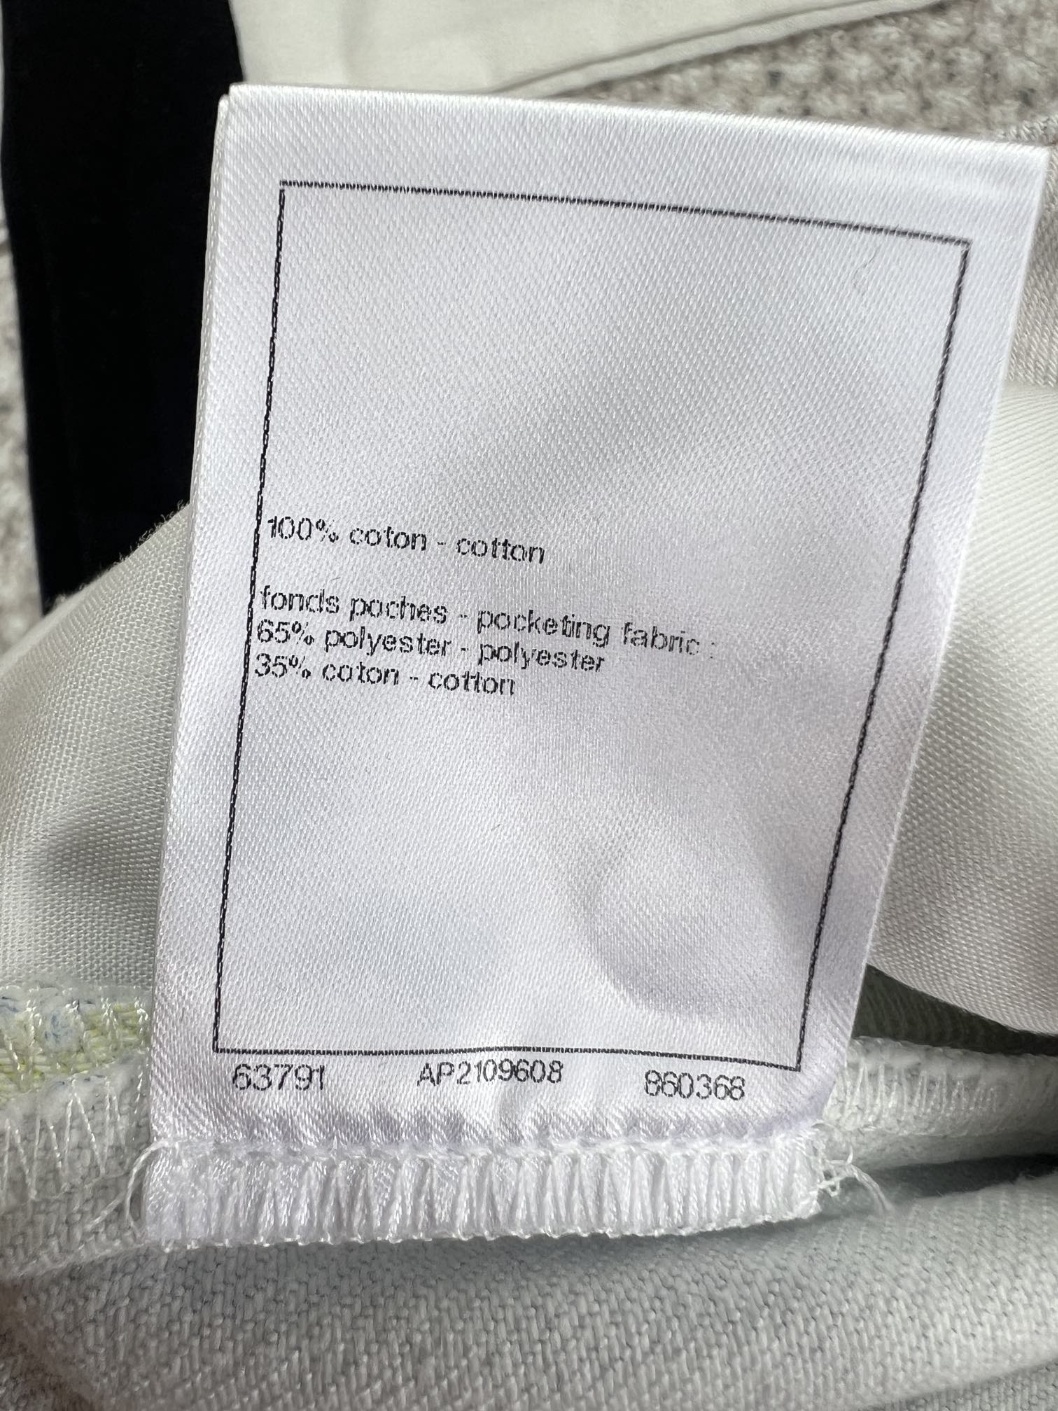 100% coton - cotton
fonds poches - pocketing fabric :
65% polyester - polyester
35% coton - cotton
63791 AP2109608 860368